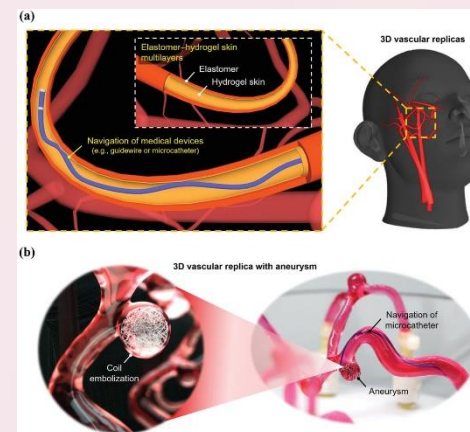 (a)
Elastomer–hydrogel skin
multilayers
Elastomer
Hydrogel skin
Navigation of medical devices
(e.g., guidewire or microcatheter)
3D vascular replicas
(b)
3D vascular replica with aneurysm
Coil
embolization
Navigation of
microcatheter
Aneurysm